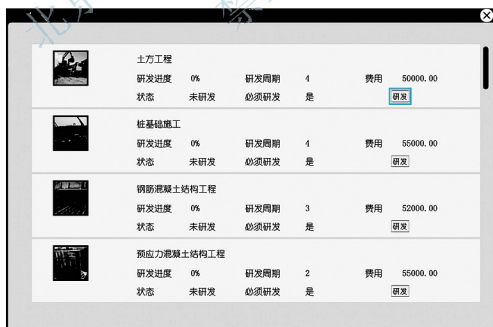 土方工程
研发进度 0% 研发周期 4 费用 50000.00
状态 未研发 必须研发 是 研发
桩基础施工
研发进度 0% 研发周期 4 费用 55000.00
状态 未研发 必须研发 是 研发
钢筋混凝土结构工程
研发进度 0% 研发周期 3 费用 52000.00
状态 未研发 必须研发 是 研发
预应力混凝土结构工程
研发进度 0% 研发周期 2 费用 55000.00
状态 未研发 必须研发 是 研发